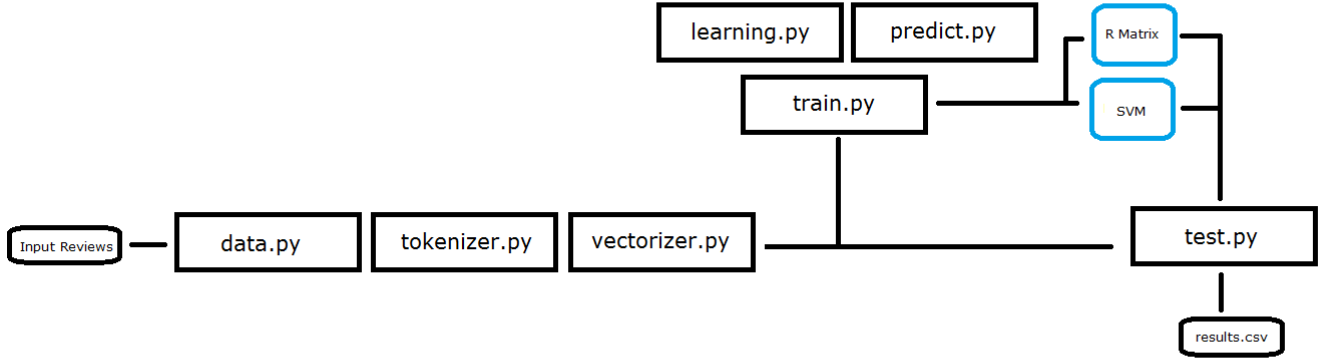 learning.py
predict.py
R Matrix
train.py
SVM
Input Reviews
data.py
tokenizer.py
vectorizer.py
test.py
results.csv